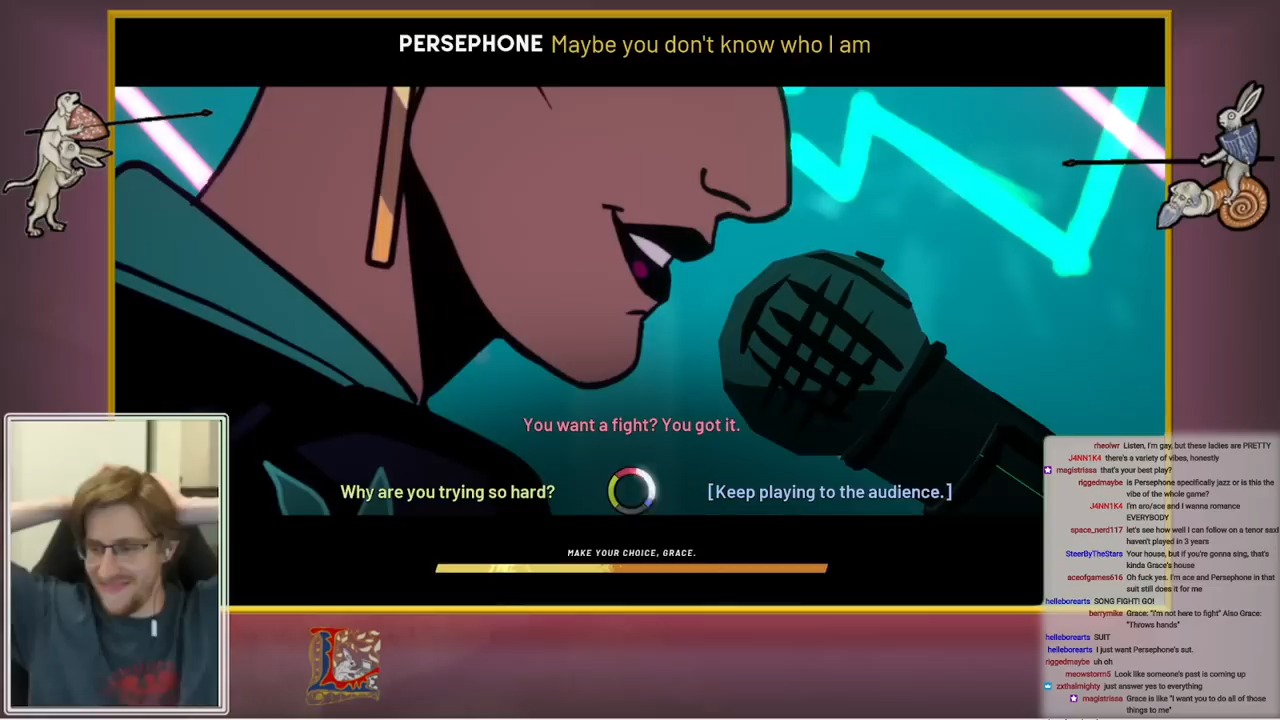 PERSEPHONE Maybe you don't know who I am
You want a fight? You got it.
Why are you trying so hard?
[Keep playing to the audience.]
MAKE YOUR CHOICE, GRACE.
rheolwr Listen, I'm gay, but these ladies are PRETTY
J4NN1K4 there's a variety of vibes, honestly
magistrissa that's your best play?
riggedmaybe is Persephone specifically jazz or is this the
vibe of the whole game?
J4NN1K4 I'm aro/ace and I wanna romance
EVERYBODY
space_nerd117 let's see how well I can follow on a tenor sax
haven't played in 3 years
SteerByTheStars Your house, but if you're gonna sing, that's
kinda Grace's house
aceofgames616 Oh fuck yes. I'm ace and Persephone in that
suit still does it for me
helleborearts SONG FIGHT! GO!
berrymike Grace: "I'm not here to fight" Also Grace:
"Throws hands"
helleborearts SUIT
helleborearts I just want Persephone's suit.
riggedmaybe uh oh
meowstorm5 Look like someone's past is coming up
zxthalmighty just answer yes to everything
magistrissa Grace is like "I want you to do all of those
things to me"